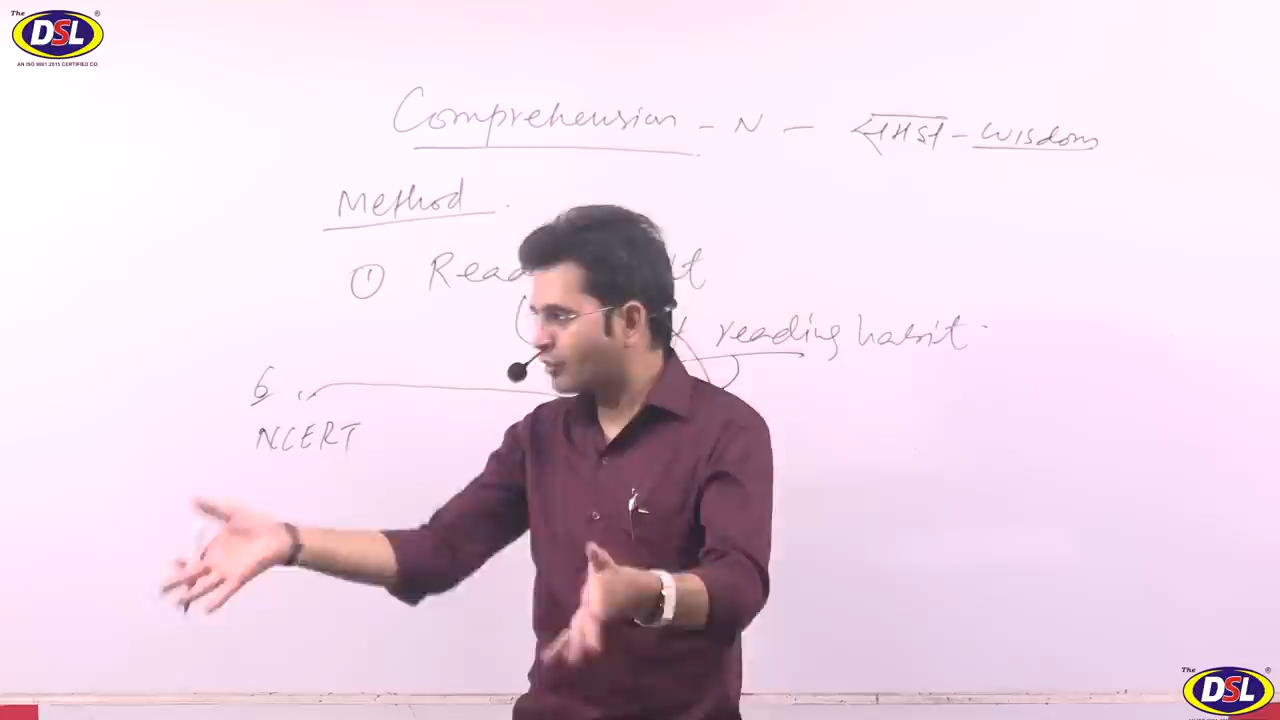 The DSL ®
AN ISO 9001:2015 CERTIFIED CO.
Comprehension - N - समझ - Wisdom
Method
① Read
reading habit.
6
NCERT
The DSL ®